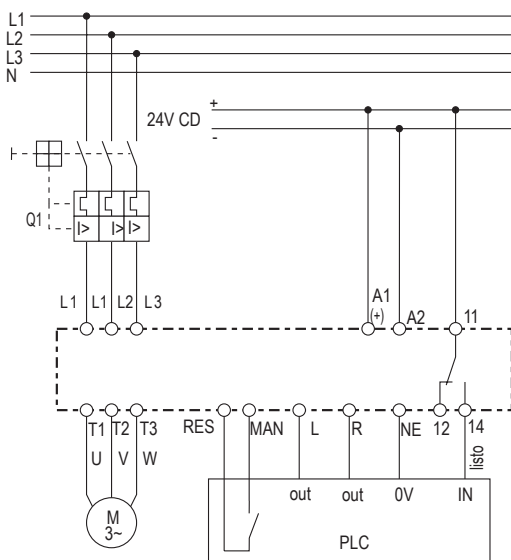 L1
L2
L3
N
24V CD
+
-
Q1
I> I> I>
L1 L1 L2 L3
A1
(+)
A2
11
T1 T2 T3
U V W
RES MAN L R NE 12 14
listo
M
3~
out out 0V IN
PLC